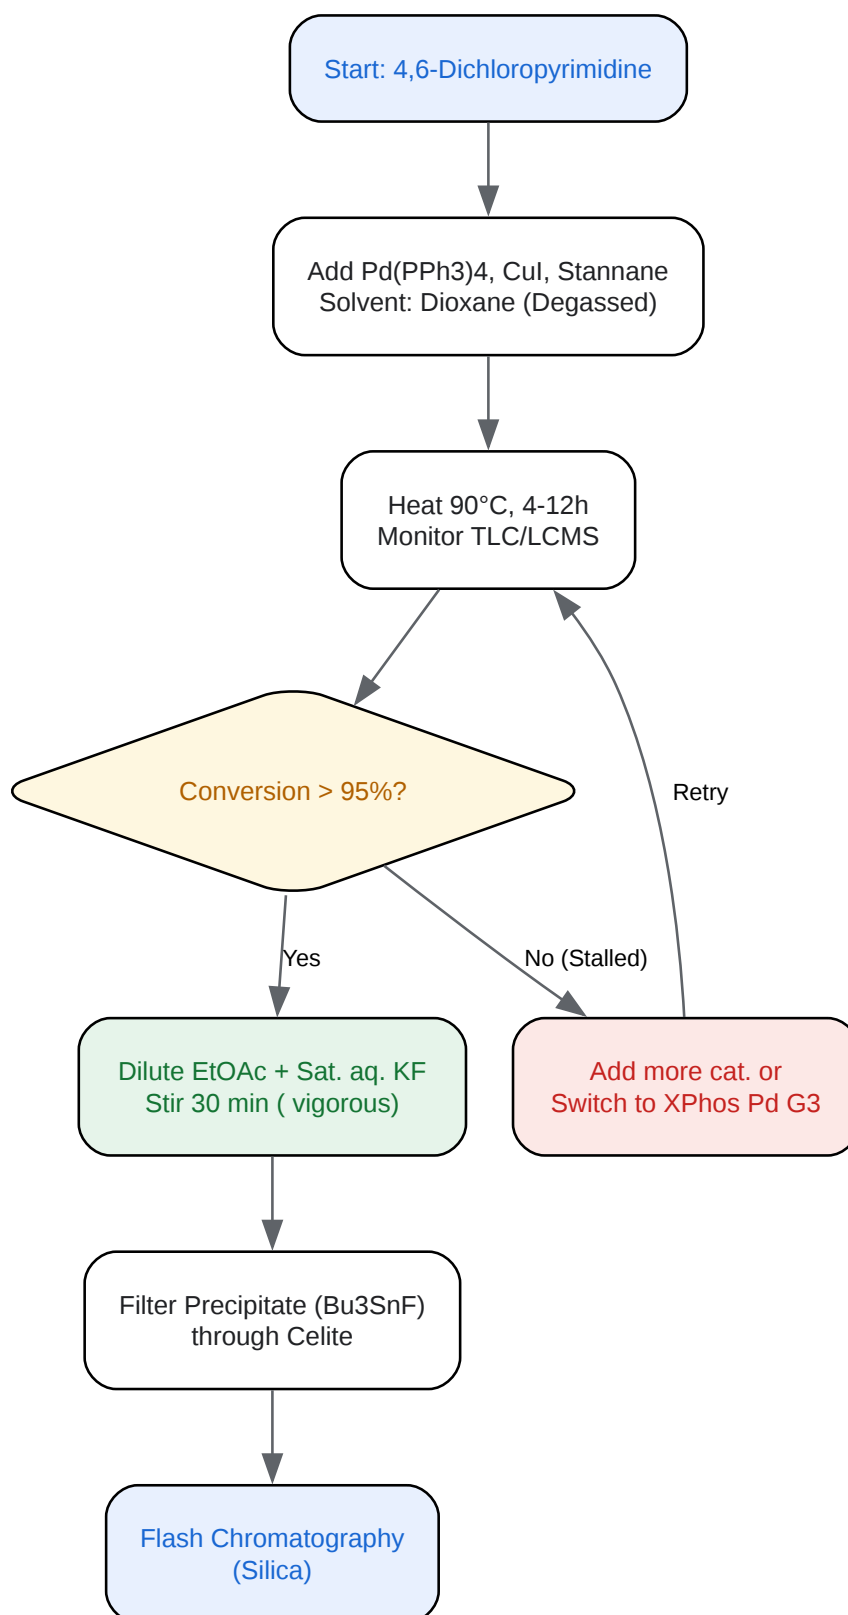 Start: 4,6-Dichloropyrimidine
Add Pd(PPh3)4, CuI, Stannane
Solvent: Dioxane (Degassed)
Heat 90°C, 4-12h
Monitor TLC/LCMS
Conversion > 95%?
Retry
Yes
No (Stalled)
Dilute EtOAc + Sat. aq. KF
Stir 30 min ( vigorous)
Add more cat. or
Switch to XPhos Pd G3
Filter Precipitate (Bu3SnF)
through Celite
Flash Chromatography
(Silica)